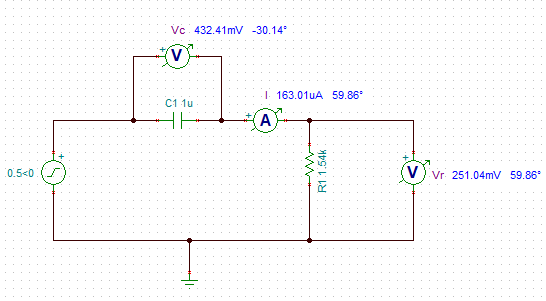 Vc 432.41mV -30.14°
+ V
C1 1u
I 163.01uA 59.86°
+ A
0.5<0
+
R1 1.54k
+ V
Vr 251.04mV 59.86°